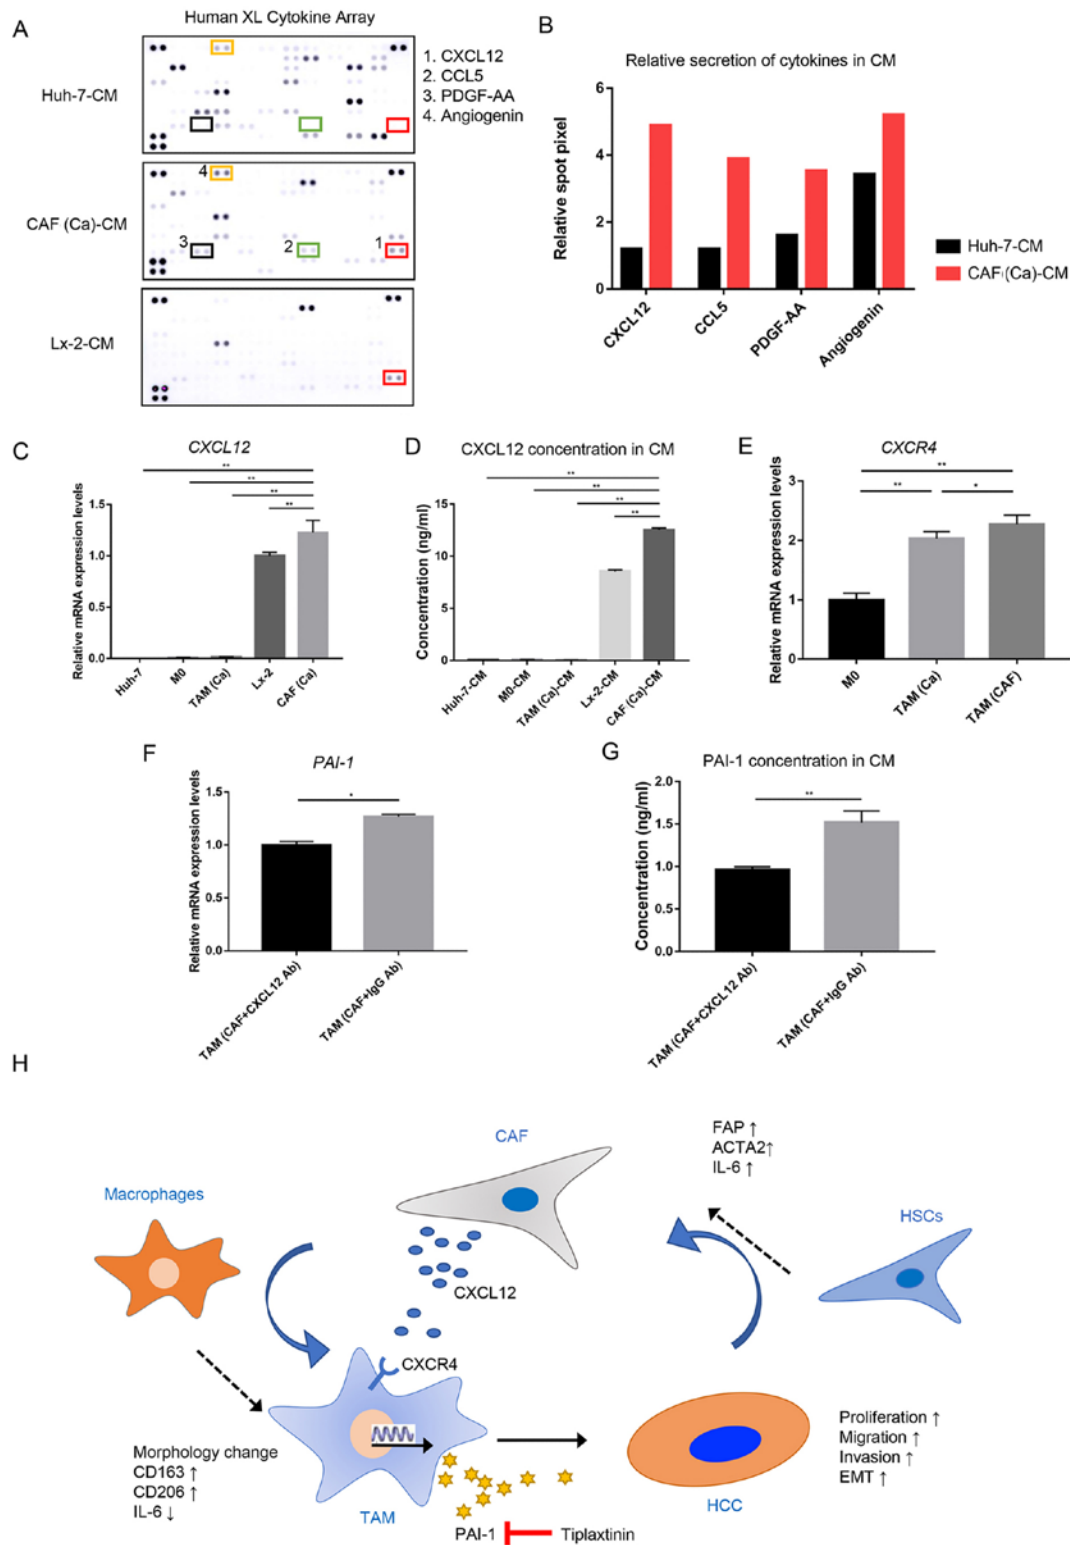 A
Human XL Cytokine Array
Huh-7-CM
1. CXCL12
2. CCL5
3. PDGF-AA
4. Angiogenin
CAF (Ca)-CM
4
3
2
1
Lx-2-CM
B
Relative secretion of cytokines in CM
Relative spot pixel
6
4
2
0
CXCL12
CCL5
PDGF-AA
Angiogenin
Huh-7-CM
CAF (Ca)-CM
C
CXCL12
Relative mRNA expression levels
1.5
1.0
0.5
0.0
**
**
**
**
Huh-7
M0
TAM (Ca)
Lx-2
CAF (Ca)
D
CXCL12 concentration in CM
Concentration (ng/ml)
15
10
5
0
**
**
**
**
Huh-7-CM
M0-CM
TAM (Ca)-CM
Lx-2-CM
CAF (Ca)-CM
E
CXCR4
Relative mRNA expression levels
3
2
1
0
**
**
*
M0
TAM (Ca)
TAM (CAF)
F
PAI-1
Relative mRNA expression levels
1.5
1.0
0.5
0.0
*
TAM (CAF+CXCL12 Ab)
TAM (CAF+IgG Ab)
G
PAI-1 concentration in CM
Concentration (ng/ml)
2.0
1.5
1.0
0.5
0.0
**
TAM (CAF+CXCL12 Ab)
TAM (CAF+IgG Ab)
H
CAF
FAP ↑
ACTA2↑
IL-6 ↑
Macrophages
HSCs
CXCL12
CXCR4
Morphology change
CD163 ↑
CD206 ↑
IL-6 ↓
TAM
PAI-1
Tiplaxtinin
HCC
Proliferation ↑
Migration ↑
Invasion ↑
EMT ↑